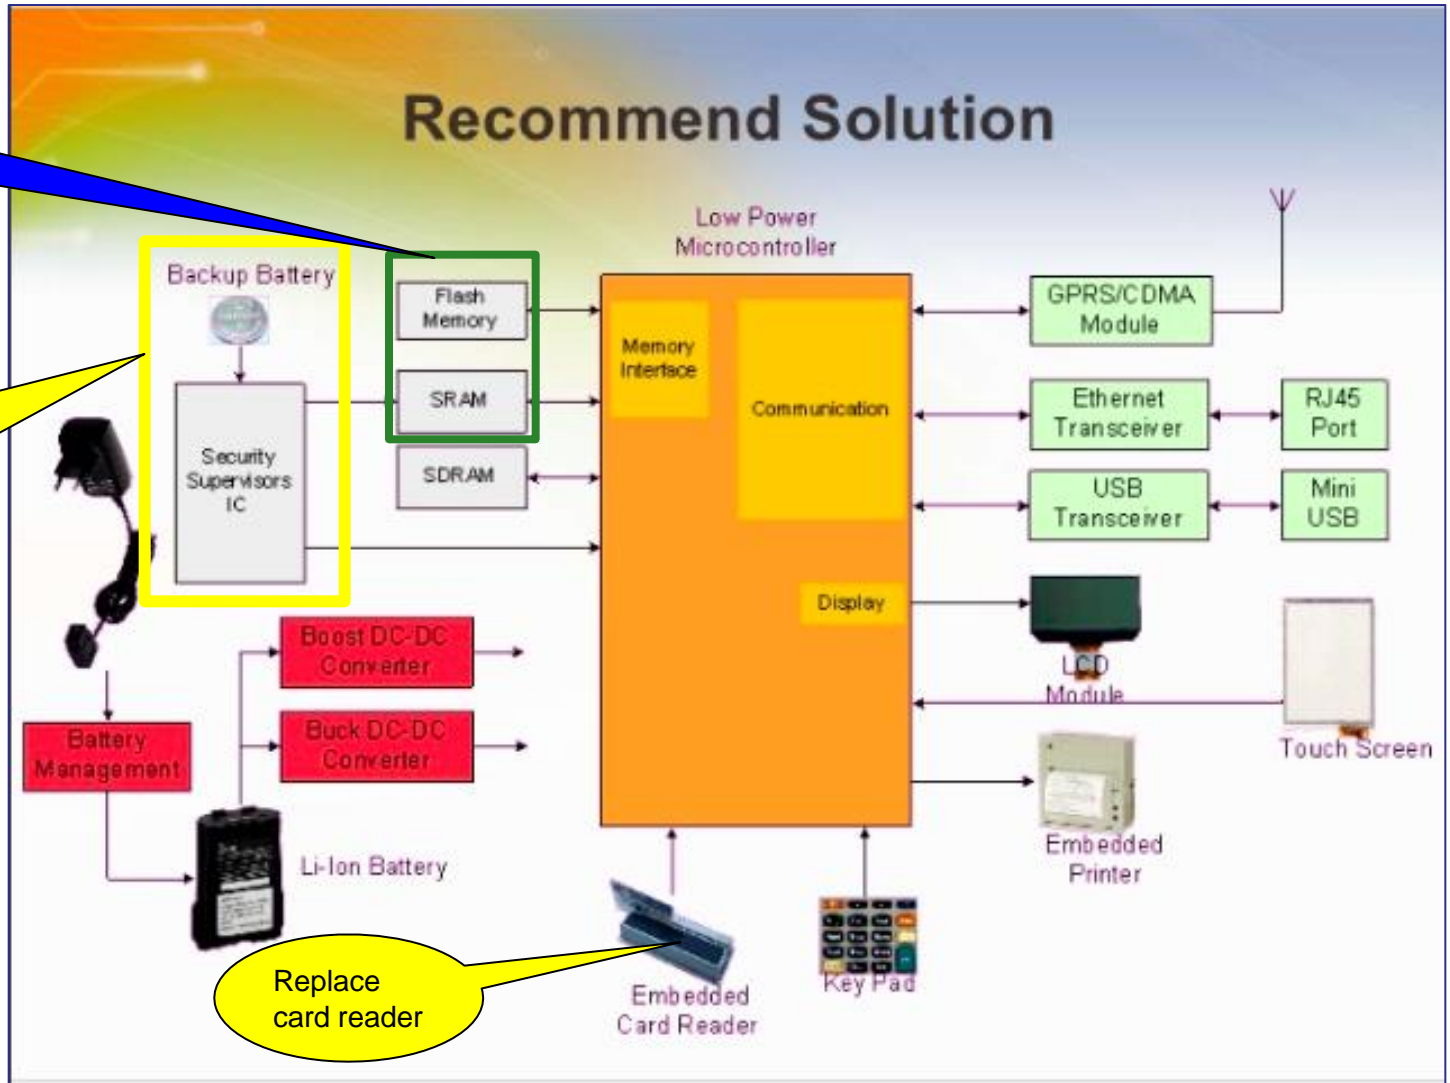 Recommend Solution
Low Power
Microcontroller
Backup Battery
Flash
Memory
Memory
Interface
SRAM
Communication
SDRAM
Security
Supervisors
IC
GPRS/CDMA
Module
Ethernet
Transceiver
RJ45
Port
USB
Transceiver
Mini
USB
Display
LCD
Module
Touch Screen
Boost DC-DC
Converter
Buck DC-DC
Converter
Battery
Management
Li-Ion Battery
Embedded
Printer
Replace
card reader
Embedded
Card Reader
Key Pad